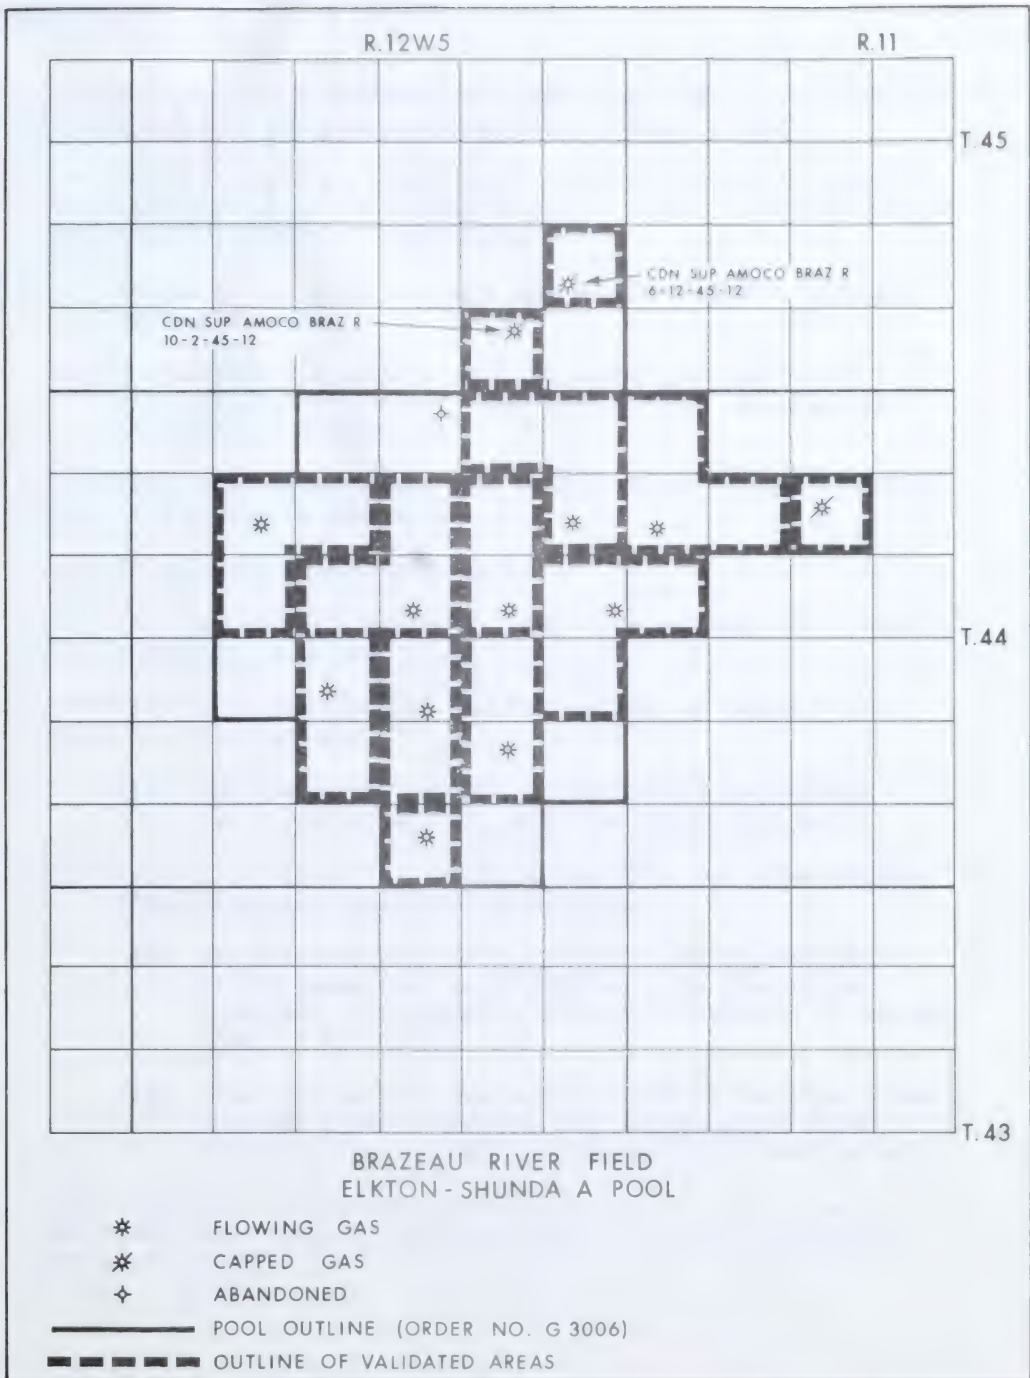 R.12W5 R.11
T.45
CDN SUP AMOCO BRAZ R
6-12-45-12
CDN SUP AMOCO BRAZ R
10-2-45-12
T.44
T.43
BRAZEAU RIVER FIELD
ELKTON-SHUNDA A POOL
FLOWING GAS
CAPPED GAS
ABANDONED
POOL OUTLINE (ORDER NO. G 3006)
OUTLINE OF VALIDATED AREAS